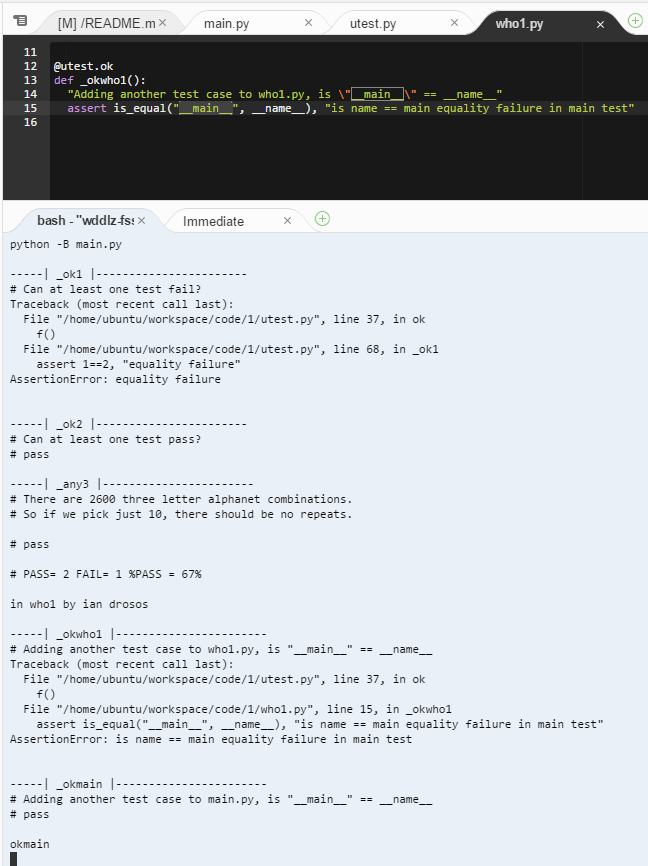 [M] /README.m × main.py × utest.py × who1.py ×
11
12 @utest.ok
13 def _okwho1():
14 "Adding another test case to who1.py, is \"__main__\" == __name__"
15 assert is_equal("__main__", __name__), "is name == main equality failure in main test"
16
bash - "wddlz-fss × Immediate ×
python -B main.py
-----| _ok1 |-----------------------
# Can at least one test fail?
Traceback (most recent call last):
File "/home/ubuntu/workspace/code/1/utest.py", line 37, in ok
f()
File "/home/ubuntu/workspace/code/1/utest.py", line 68, in _ok1
assert 1==2, "equality failure"
AssertionError: equality failure
-----| _ok2 |-----------------------
# Can at least one test pass?
# pass
-----| _any3 |-----------------------
# There are 2600 three letter alphanet combinations.
# So if we pick just 10, there should be no repeats.
# pass
# PASS= 2 FAIL= 1 %PASS = 67%
in who1 by ian drosos
-----| _okwho1 |-----------------------
# Adding another test case to who1.py, is "__main__" == __name__
Traceback (most recent call last):
File "/home/ubuntu/workspace/code/1/utest.py", line 37, in ok
f()
File "/home/ubuntu/workspace/code/1/who1.py", line 15, in _okwho1
assert is_equal("__main__", __name__), "is name == main equality failure in main test"
AssertionError: is name == main equality failure in main test
-----| _okmain |-----------------------
# Adding another test case to main.py, is "__main__" == __name__
# pass
okmain